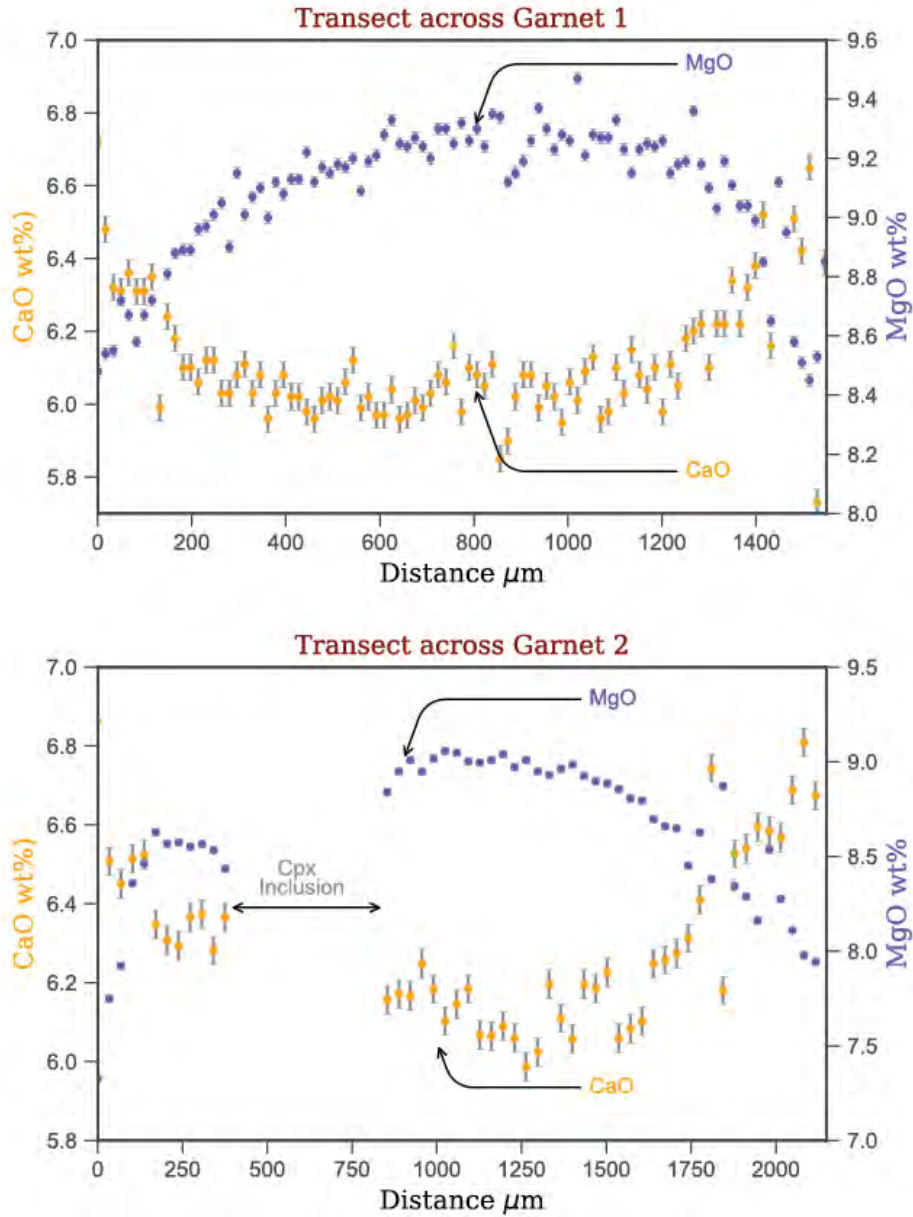 Transect across Garnet 1
7.0
6.8
6.6
6.4
6.2
6.0
5.8
CaO wt%)
9.6
9.4
9.2
9.0
8.8
8.6
8.4
8.2
8.0
MgO wt%
MgO
CaO
0 200 400 600 800 1000 1200 1400
Distance μm
Transect across Garnet 2
7.0
6.8
6.6
6.4
6.2
6.0
5.8
CaO wt%)
9.5
9.0
8.5
8.0
7.5
7.0
MgO wt%
MgO
Cpx
Inclusion
CaO
0 250 500 750 1000 1250 1500 1750 2000
Distance μm